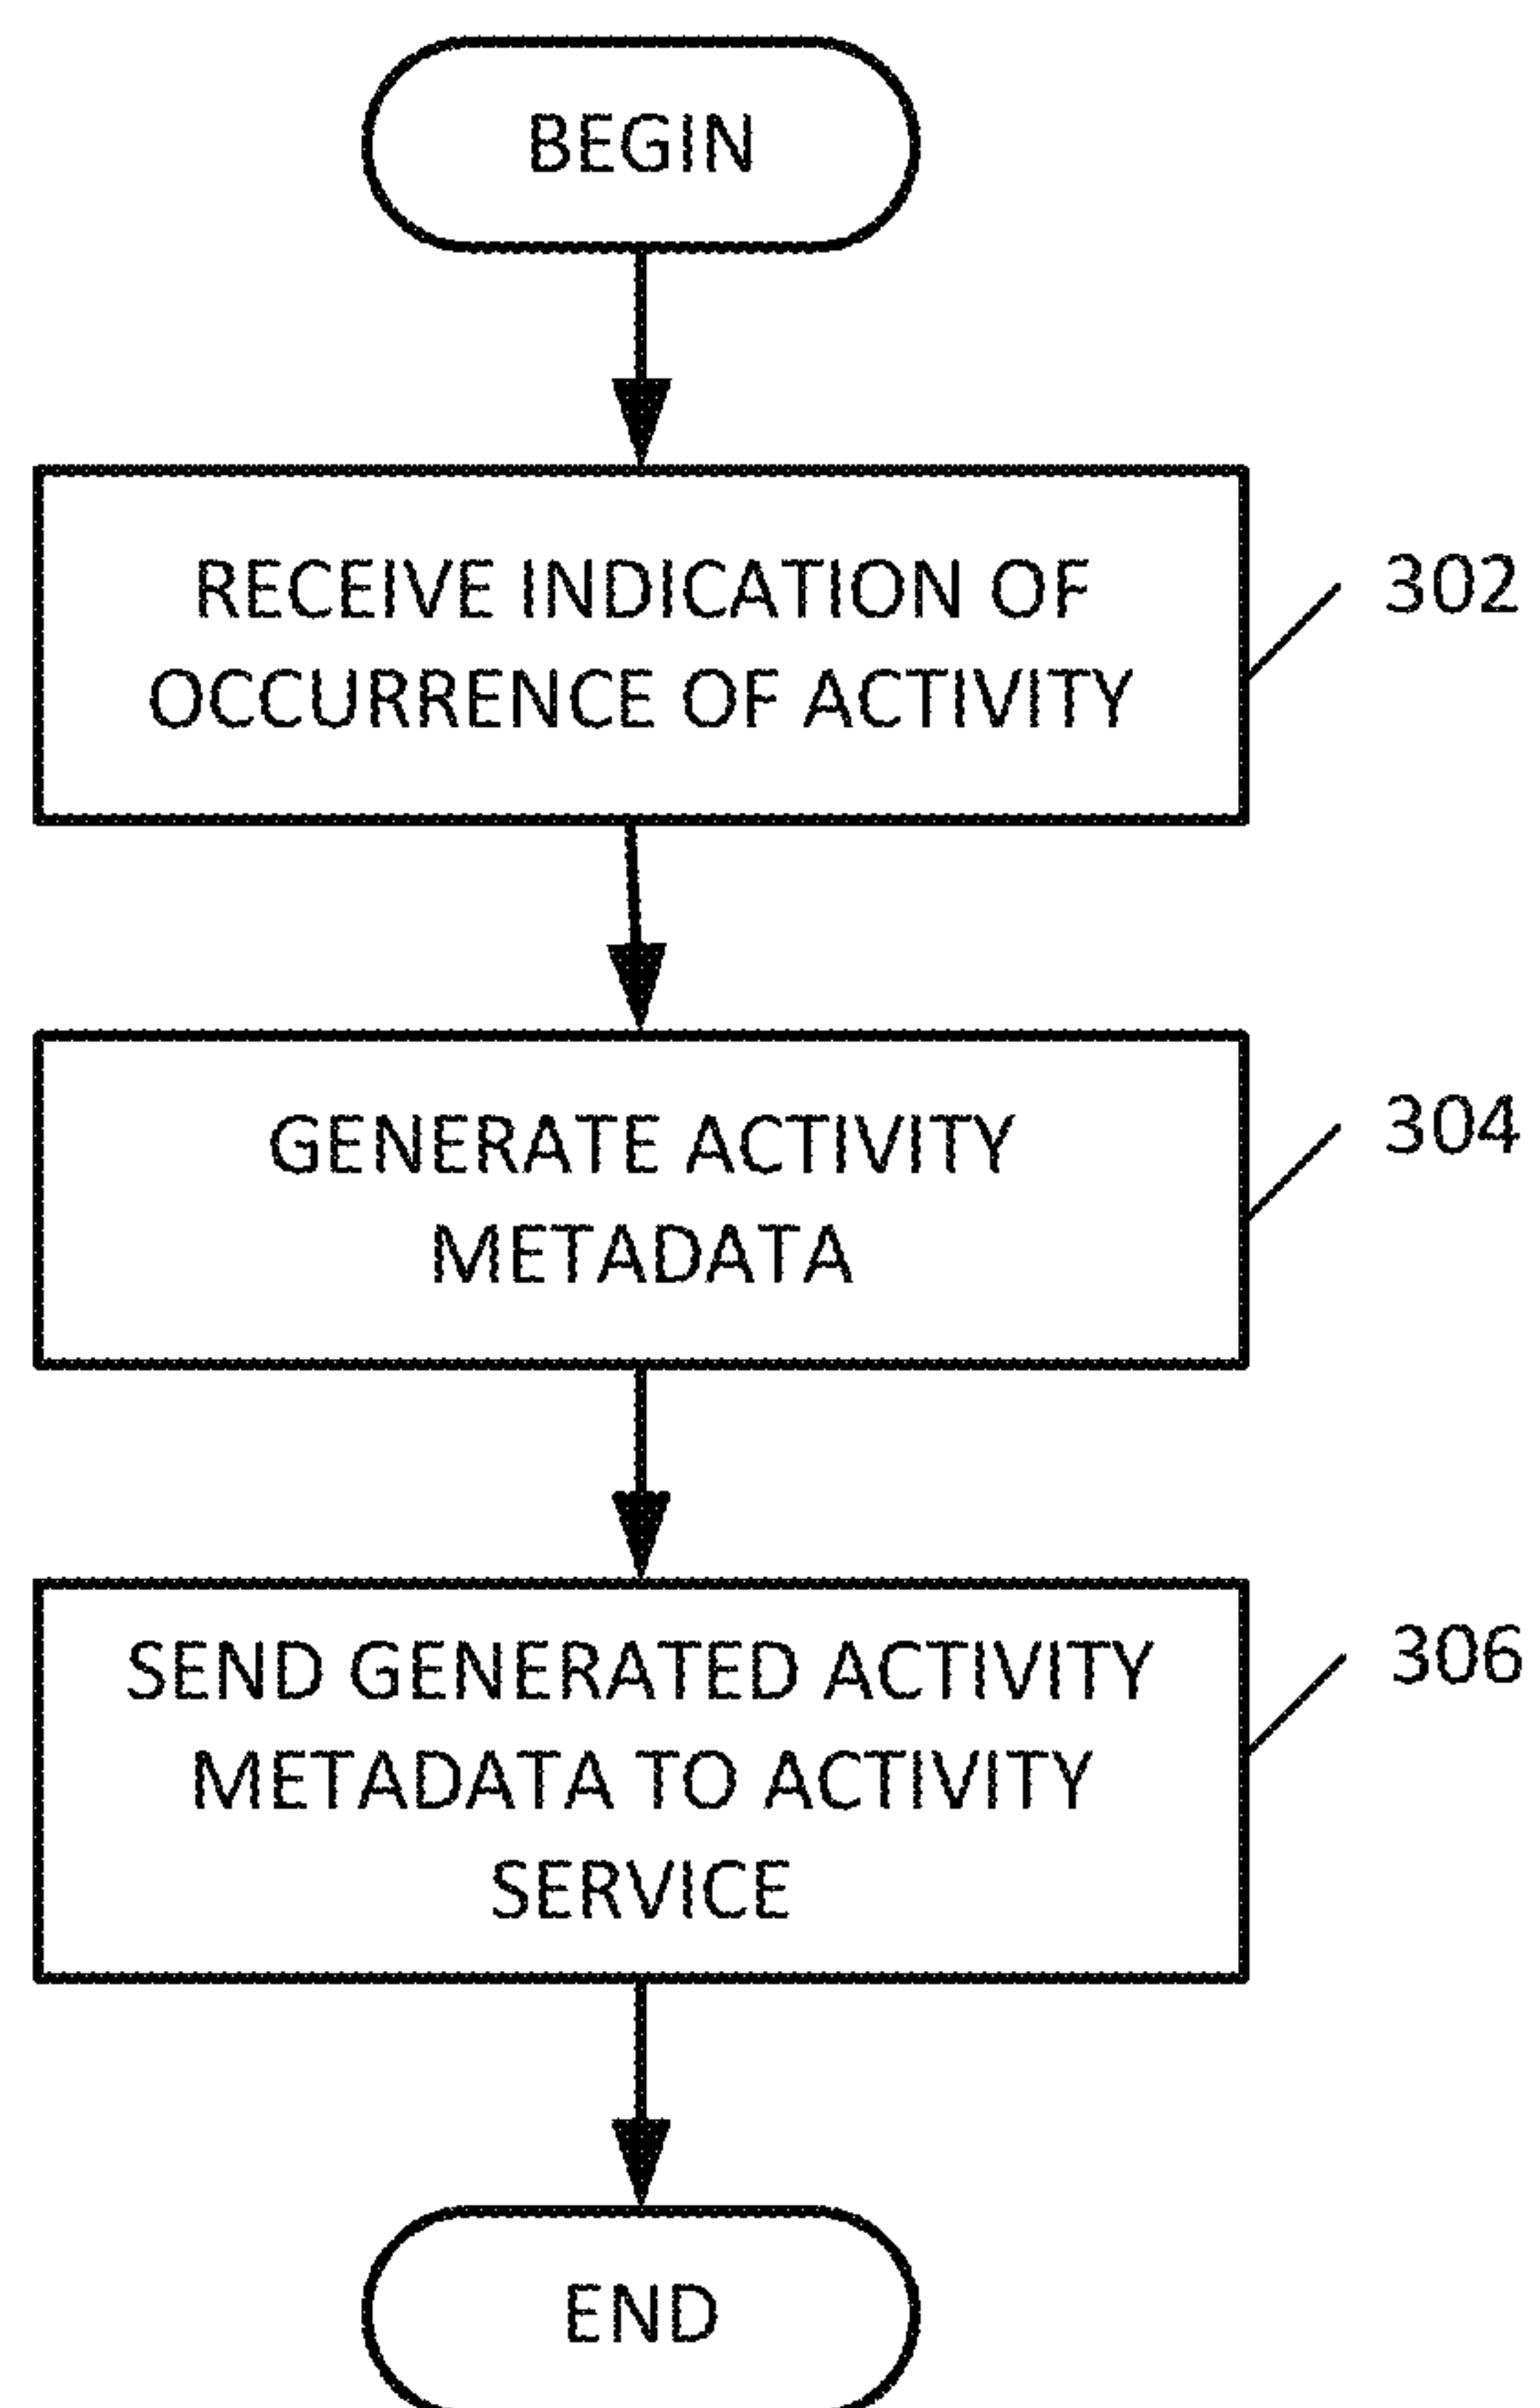 BEGIN
RECEIVE INDICATION OF
OCCURRENCE OF ACTIVITY
302
GENERATE ACTIVITY
METADATA
304
SEND GENERATED ACTIVITY
METADATA TO ACTIVITY
SERVICE
306
END